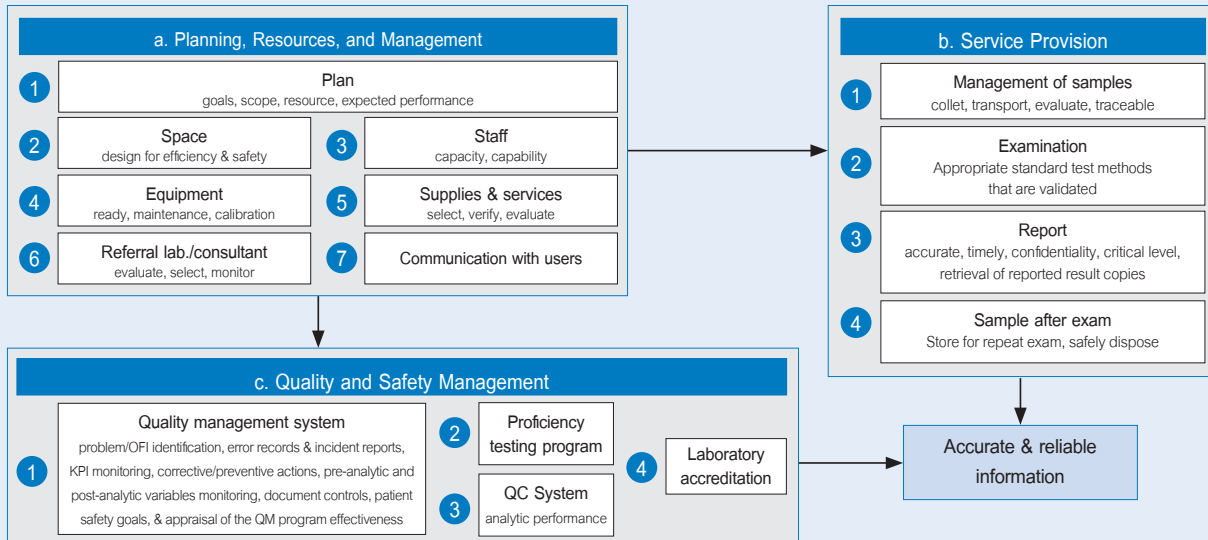 a. Planning, Resources, and Management
1
Plan
goals, scope, resource, expected performance
2
Space
design for efficiency & safety
3
Staff
capacity, capability
4
Equipment
ready, maintenance, calibration
5
Supplies & services
select, verify, evaluate
6
Referral lab./consultant
evaluate, select, monitor
7
Communication with users
b. Service Provision
1
Management of samples
collet, transport, evaluate, traceable
2
Examination
Appropriate standard test methods
that are validated
3
Report
accurate, timely, confidentiality, critical level,
retrieval of reported result copies
4
Sample after exam
Store for repeat exam, safely dispose
c. Quality and Safety Management
1
Quality management system
problem/OFI identification, error records & incident reports,
KPI monitoring, corrective/preventive actions, pre-analytic and
post-analytic variables monitoring, document controls, patient
safety goals, & appraisal of the QM program effectiveness
2
Proficiency
testing program
3
QC System
analytic performance
4
Laboratory
accreditation
Accurate & reliable
information